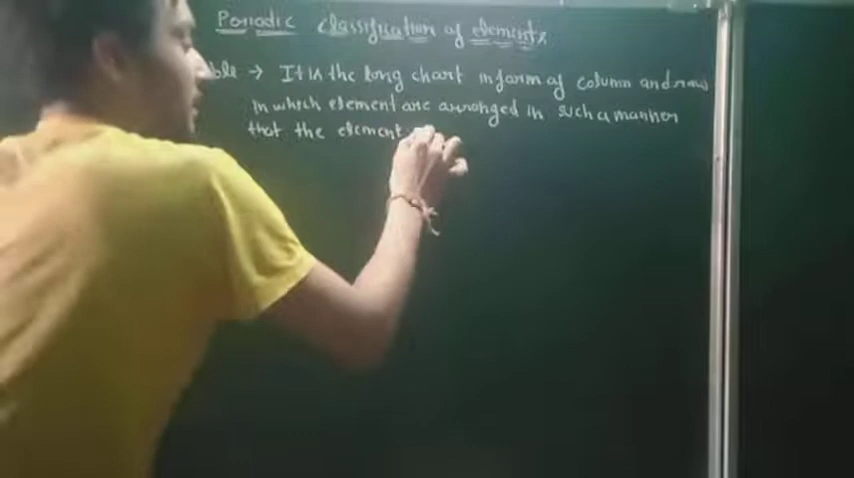 Periodic classification of elements
ble → It is the long chart in form of column and rows
in which element are arranged in such a manner
that the element